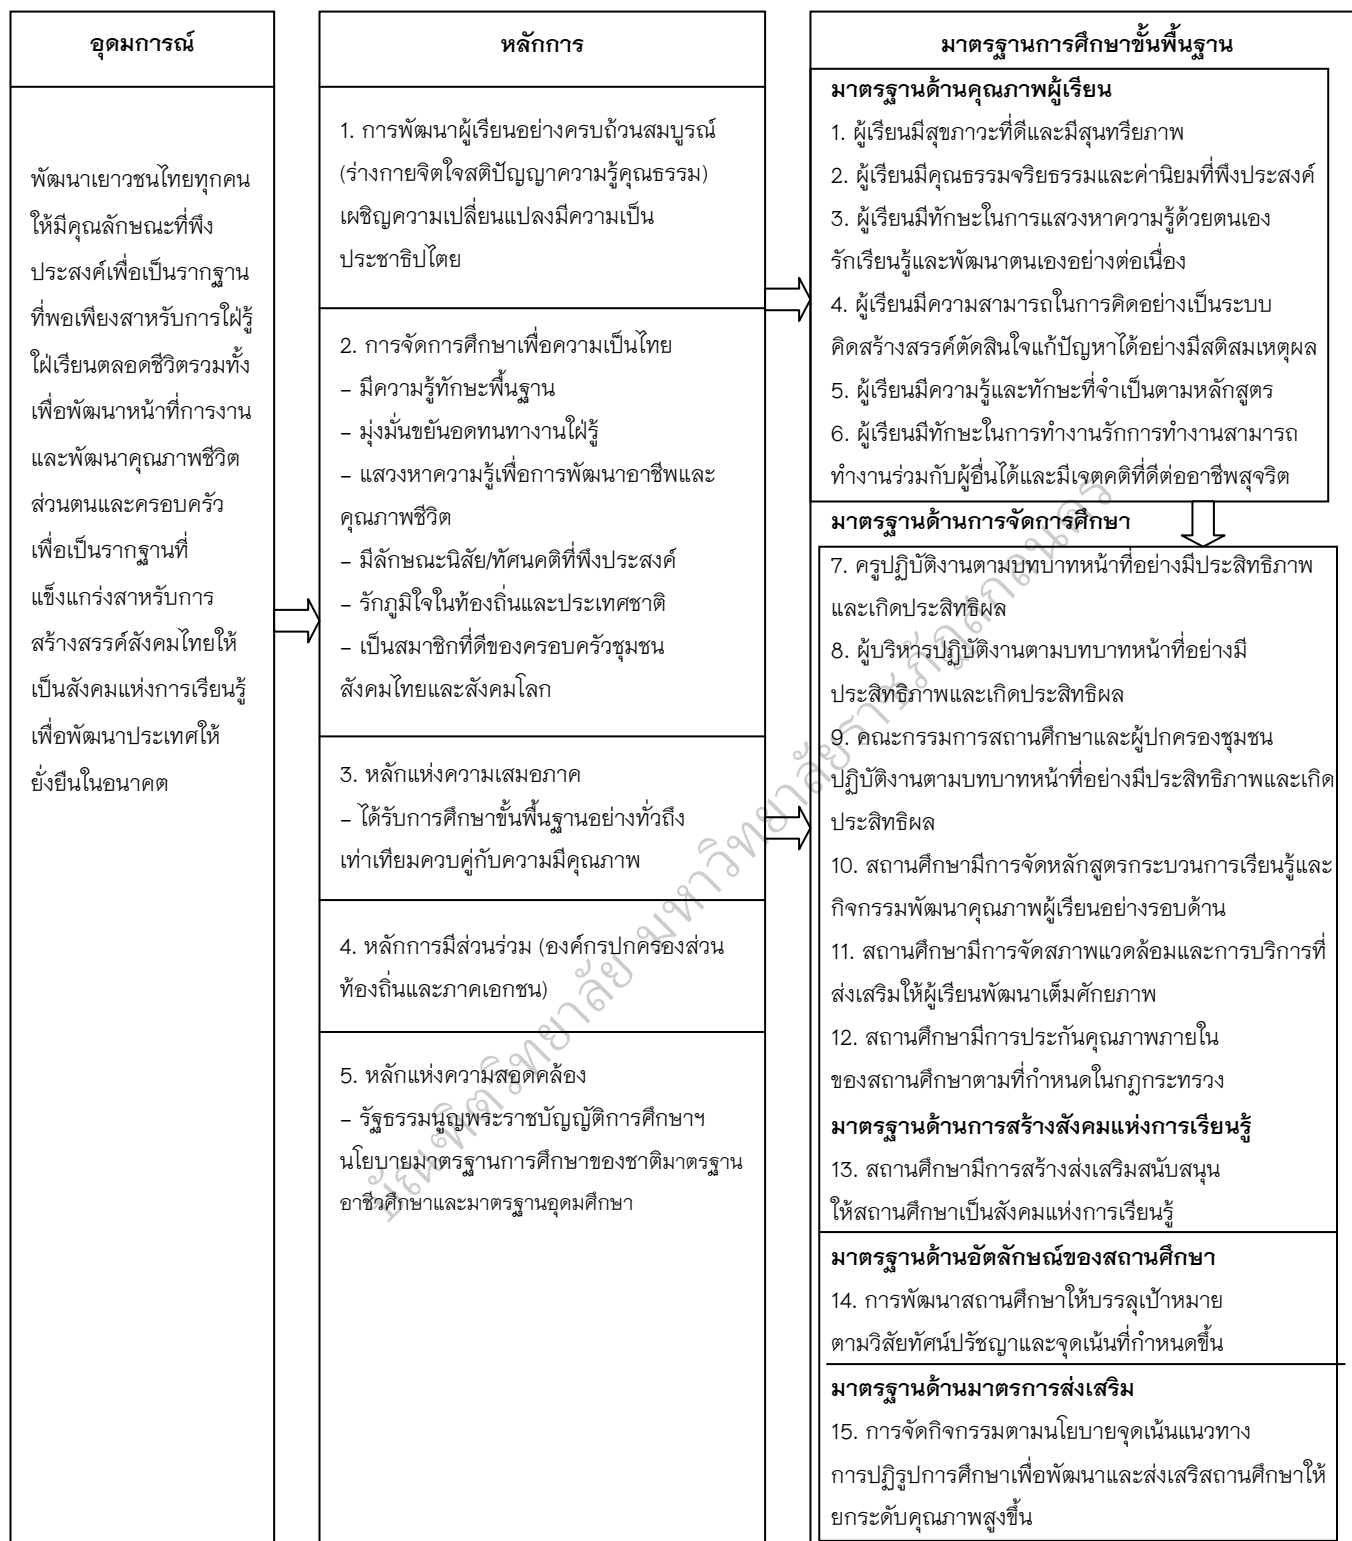 อุดมการณ์
พัฒนาเยาวชนไทยทุกคน
ให้มีคุณลักษณะที่พึง
ประสงค์เพื่อเป็นรากฐาน
ที่พอเพียงสาหรับการใฝ่รู้
ใฝ่เรียนตลอดชีวิตรวมทั้ง
เพื่อพัฒนาหน้าที่การงาน
และพัฒนาคุณภาพชีวิต
ส่วนตนและครอบครัว
เพื่อเป็นรากฐานที่
แข็งแกร่งสาหรับการ
สร้างสรรค์สังคมไทยให้
เป็นสังคมแห่งการเรียนรู้
เพื่อพัฒนาประเทศให้
ยั่งยืนในอนาคต
หลักการ
1. การพัฒนาผู้เรียนอย่างครบถ้วนสมบูรณ์
(ร่างกายจิตใจสติปัญญาความรู้คุณธรรม)
เผชิญความเปลี่ยนแปลงมีความเป็น
ประชาธิปไตย
2. การจัดการศึกษาเพื่อความเป็นไทย
– มีความรู้ทักษะพื้นฐาน
– มุ่งมั่นขยันอดทนทางานใฝ่รู้
– แสวงหาความรู้เพื่อการพัฒนาอาชีพและ
คุณภาพชีวิต
– มีลักษณะนิสัย/ทัศนคติที่พึงประสงค์
– รักภูมิใจในท้องถิ่นและประเทศชาติ
– เป็นสมาชิกที่ดีของครอบครัวชุมชน
สังคมไทยและสังคมโลก
3. หลักแห่งความเสมอภาค
– ได้รับการศึกษาขั้นพื้นฐานอย่างทั่วถึง
เท่าเทียมควบคู่กับความมีคุณภาพ
4. หลักการมีส่วนร่วม (องค์กรปกครองส่วน
ท้องถิ่นและภาคเอกชน)
5. หลักแห่งความสอดคล้อง
– รัฐธรรมนูญพระราชบัญญัติการศึกษาฯ
นโยบายมาตรฐานการศึกษาของชาติมาตรฐาน
อาชีวศึกษาและมาตรฐานอุดมศึกษา
มาตรฐานการศึกษาขั้นพื้นฐาน
มาตรฐานด้านคุณภาพผู้เรียน
1. ผู้เรียนมีสุขภาวะที่ดีและมีสุนทรียภาพ
2. ผู้เรียนมีคุณธรรมจริยธรรมและค่านิยมที่พึงประสงค์
3. ผู้เรียนมีทักษะในการแสวงหาความรู้ด้วยตนเอง
รักเรียนรู้และพัฒนาตนเองอย่างต่อเนื่อง
4. ผู้เรียนมีความสามารถในการคิดอย่างเป็นระบบ
คิดสร้างสรรค์ตัดสินใจแก้ปัญหาได้อย่างมีสติสมเหตุผล
5. ผู้เรียนมีความรู้และทักษะที่จำเป็นตามหลักสูตร
6. ผู้เรียนมีทักษะในการทำงานรักการทำงานสามารถ
ทำงานร่วมกับผู้อื่นได้และมีเจตคติที่ดีต่ออาชีพสุจริต
มาตรฐานด้านการจัดการศึกษา
7. ครูปฏิบัติงานตามบทบาทหน้าที่อย่างมีประสิทธิภาพ
และเกิดประสิทธิผล
8. ผู้บริหารปฏิบัติงานตามบทบาทหน้าที่อย่างมี
ประสิทธิภาพและเกิดประสิทธิผล
9. คณะกรรมการสถานศึกษาและผู้ปกครองชุมชน
ปฏิบัติงานตามบทบาทหน้าที่อย่างมีประสิทธิภาพและเกิด
ประสิทธิผล
10. สถานศึกษามีการจัดหลักสูตรกระบวนการเรียนรู้และ
กิจกรรมพัฒนาคุณภาพผู้เรียนอย่างรอบด้าน
11. สถานศึกษามีการจัดสภาพแวดล้อมและการบริการที่
ส่งเสริมให้ผู้เรียนพัฒนาเต็มศักยภาพ
12. สถานศึกษามีการประกันคุณภาพภายใน
ของสถานศึกษาตามที่กำหนดในกฎกระทรวง
มาตรฐานด้านการสร้างสังคมแห่งการเรียนรู้
13. สถานศึกษามีการสร้างส่งเสริมสนับสนุน
ให้สถานศึกษาเป็นสังคมแห่งการเรียนรู้
มาตรฐานด้านอัตลักษณ์ของสถานศึกษา
14. การพัฒนาสถานศึกษาให้บรรลุเป้าหมาย
ตามวิสัยทัศน์ปรัชญาและจุดเน้นที่กำหนดขึ้น
มาตรฐานด้านมาตรการส่งเสริม
15. การจัดกิจกรรมตามนโยบายจุดเน้นแนวทาง
การปฏิรูปการศึกษาเพื่อพัฒนาและส่งเสริสถานศึกษาให้
ยกระดับคุณภาพสูงขึ้น
บัณฑิตวิทยาลัย มหาวิทยาลัยราชภัฏสกลนคร